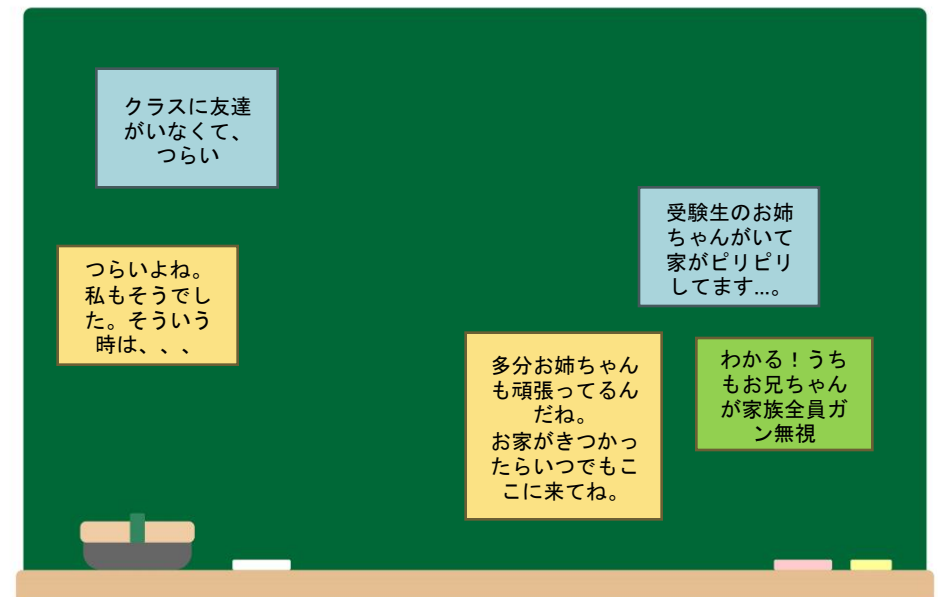 クラスに友達
がいなくて、
つらい
つらいよね。
私もそうでし
た。そういう
時は、、、
受験生のお姉
ちゃんがいて
家がピリピリ
してます…。
多分お姉ちゃん
も頑張ってるん
だね。
お家がきつかっ
たらいつでもこ
こに来てね。
わかる！うち
もお兄ちゃん
が家族全員ガ
ン無視